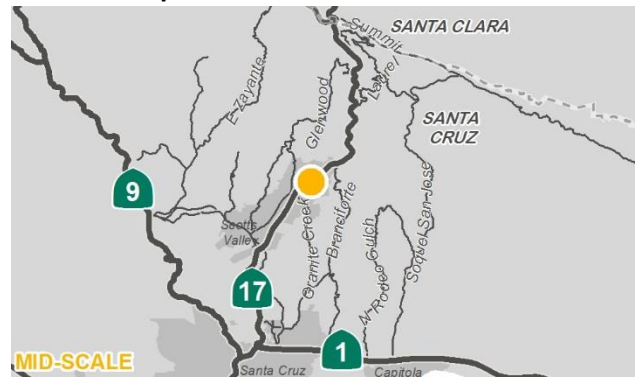 SANTA CLARA
Summit
Laurel
E-Zayante
Glenwood
SANTA
CRUZ
9
Scotts
Valley
Granite Creek
Branciforte
N-Rodeo Gulch
Soquel San-Jose
17
1
MID-SCALE
Santa Cruz
Capitola